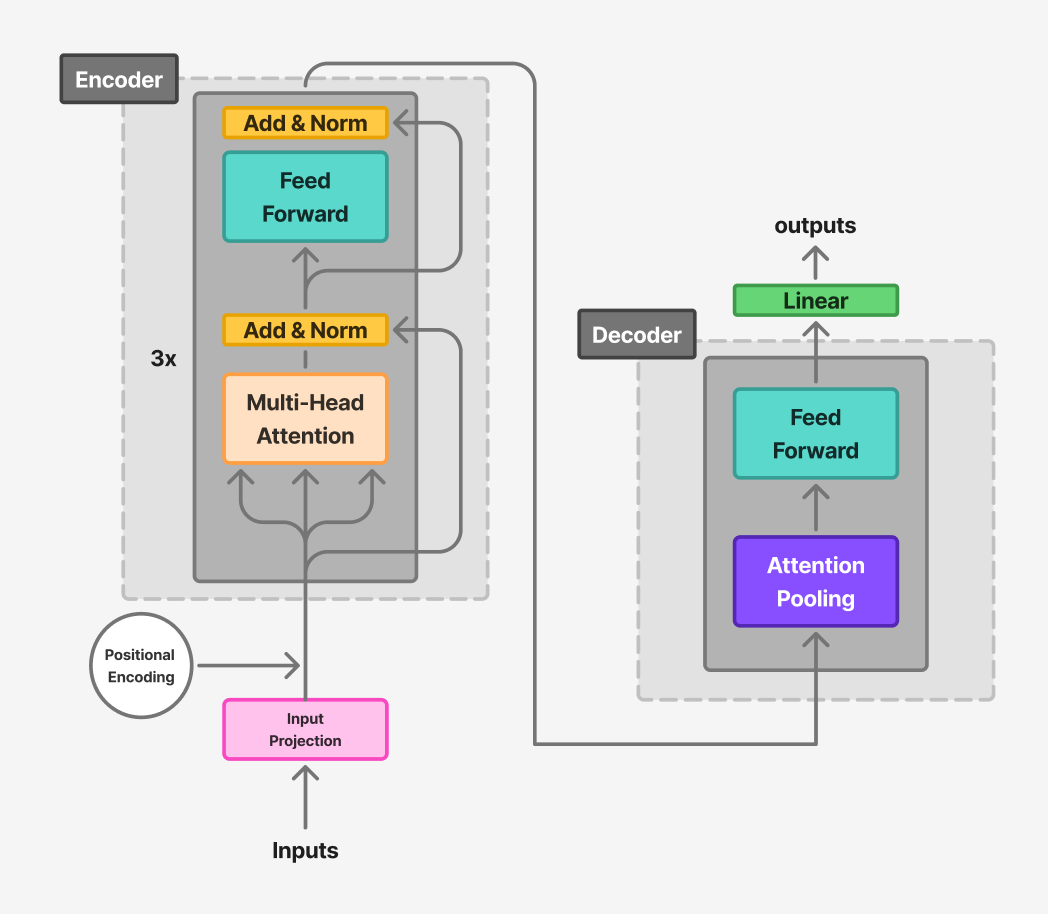 Encoder
Add & Norm
Feed
Forward
Add & Norm
3x
Multi-Head
Attention
Positional
Encoding
Input
Projection
Inputs
outputs
Linear
Decoder
Feed
Forward
Attention
Pooling